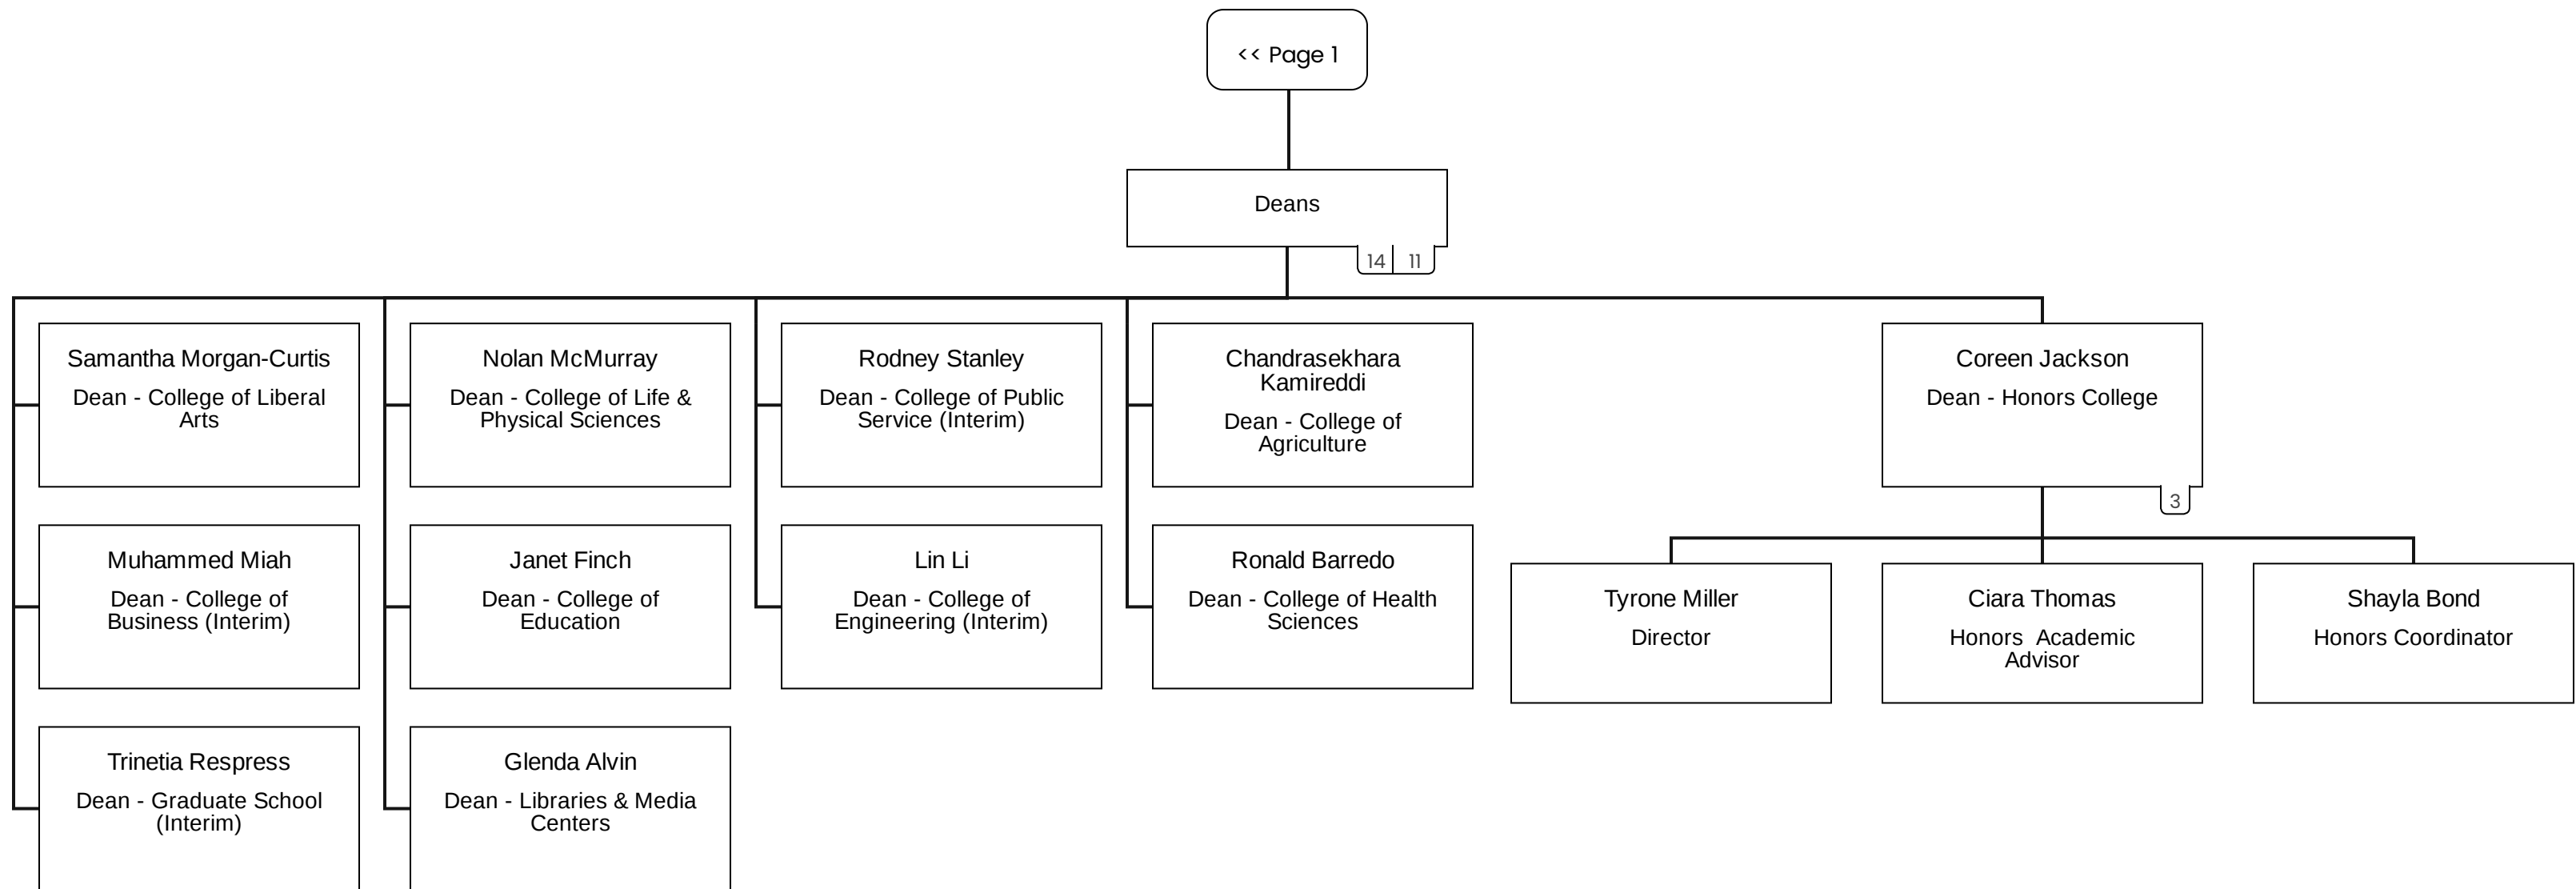 << Page 1
Deans
14 11
Samantha Morgan-Curtis
Dean - College of Liberal
Arts
Nolan McMurray
Dean - College of Life &
Physical Sciences
Rodney Stanley
Dean - College of Public
Service (Interim)
Chandrasekhara
Kamireddi
Dean - College of
Agriculture
Coreen Jackson
Dean - Honors College
3
Muhammed Miah
Dean - College of
Business (Interim)
Janet Finch
Dean - College of
Education
Lin Li
Dean - College of
Engineering (Interim)
Ronald Barredo
Dean - College of Health
Sciences
Tyrone Miller
Director
Ciara Thomas
Honors  Academic
Advisor
Shayla Bond
Honors Coordinator
Trinetia Respress
Dean - Graduate School
(Interim)
Glenda Alvin
Dean - Libraries & Media
Centers